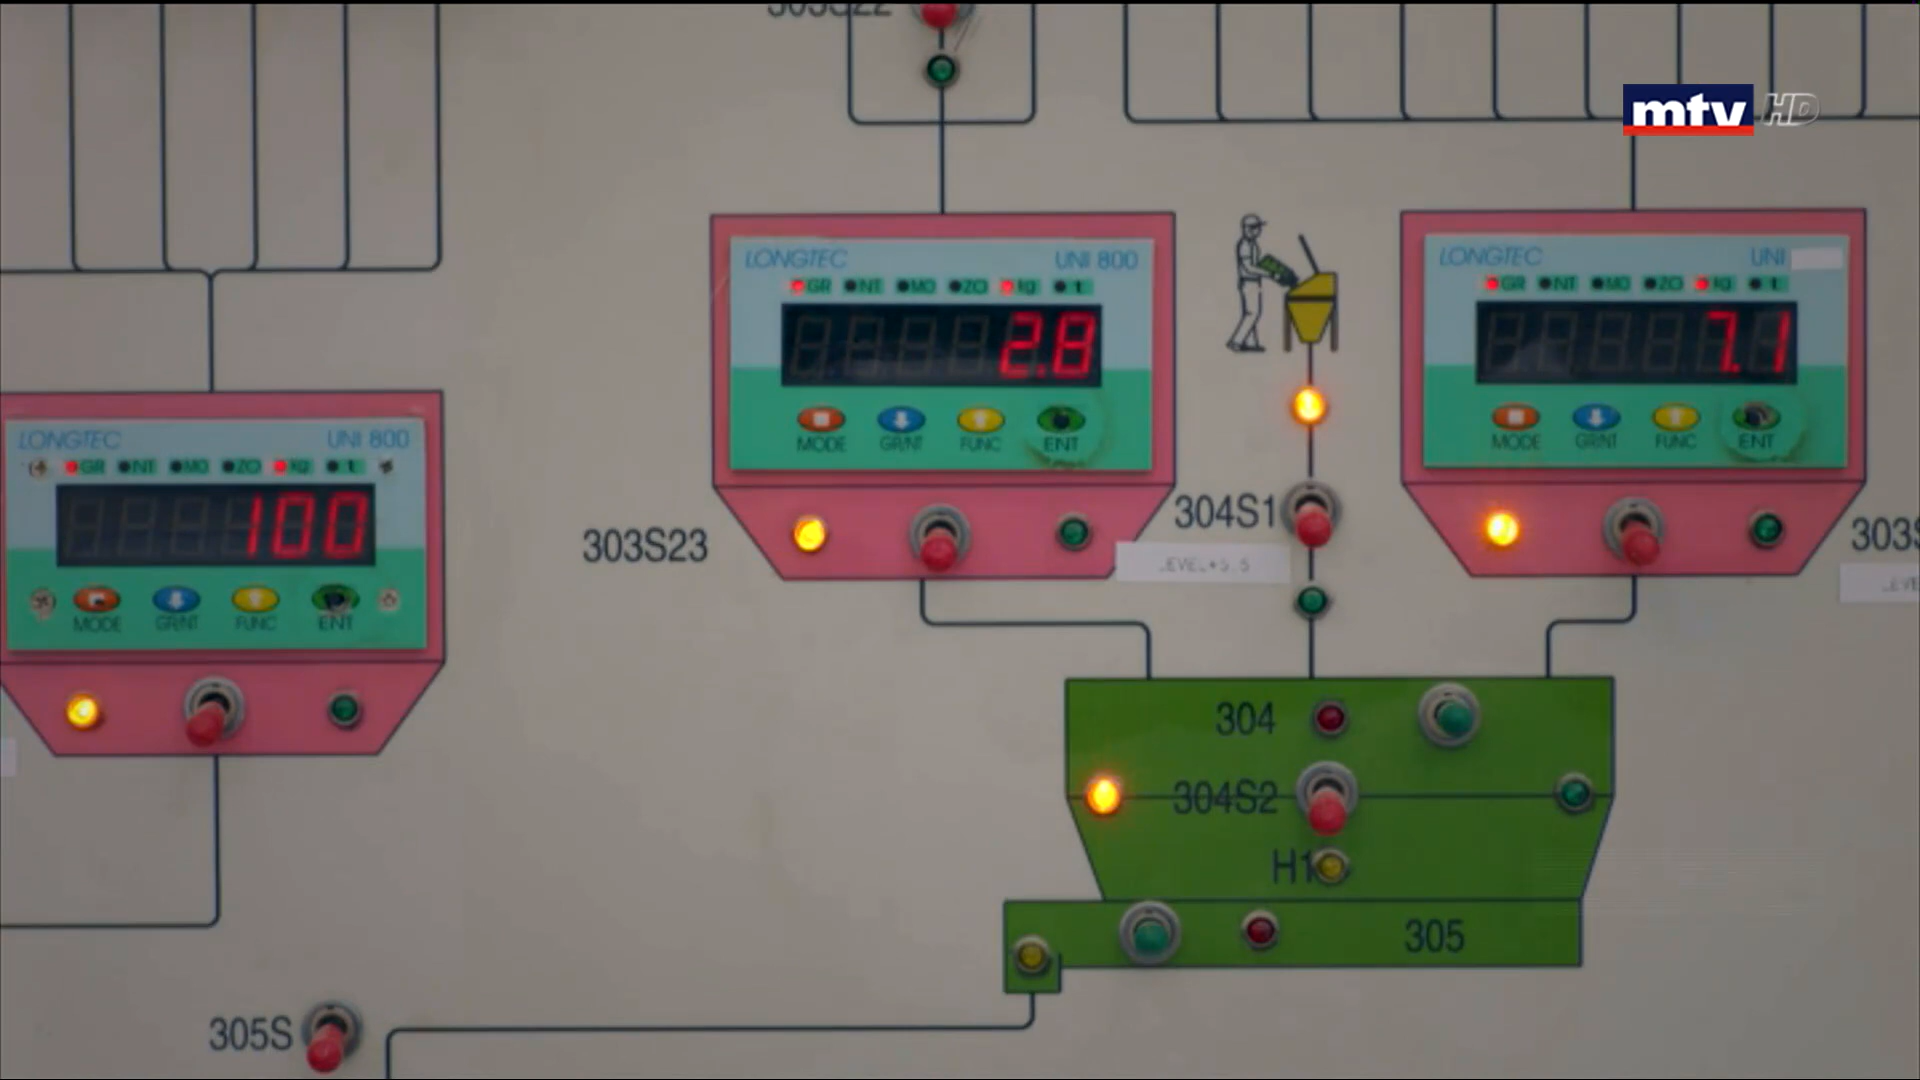 mtv HD
LONGTEC UNI 800
GR NT MO ZO kg t
2.8
MODE GR/NT FUNC ENT
LONGTEC UNI
GR NT MO ZO kg t
7.1
MODE GR/NT FUNC ENT
LONGTEC UNI 800
GR NT MO ZO kg t
100
MODE GR/NT FUNC ENT
303S23
304S1
304
304S2
H1
305
305S